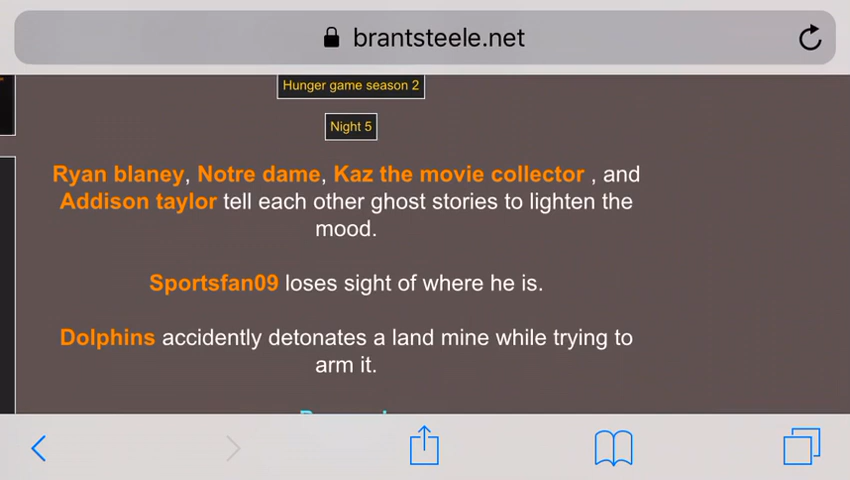 brantsteele.net
Hunger game season 2
Night 5
Ryan blaney, Notre dame, Kaz the movie collector , and
Addison taylor tell each other ghost stories to lighten the
mood.
Sportsfan09 loses sight of where he is.
Dolphins accidently detonates a land mine while trying to
arm it.